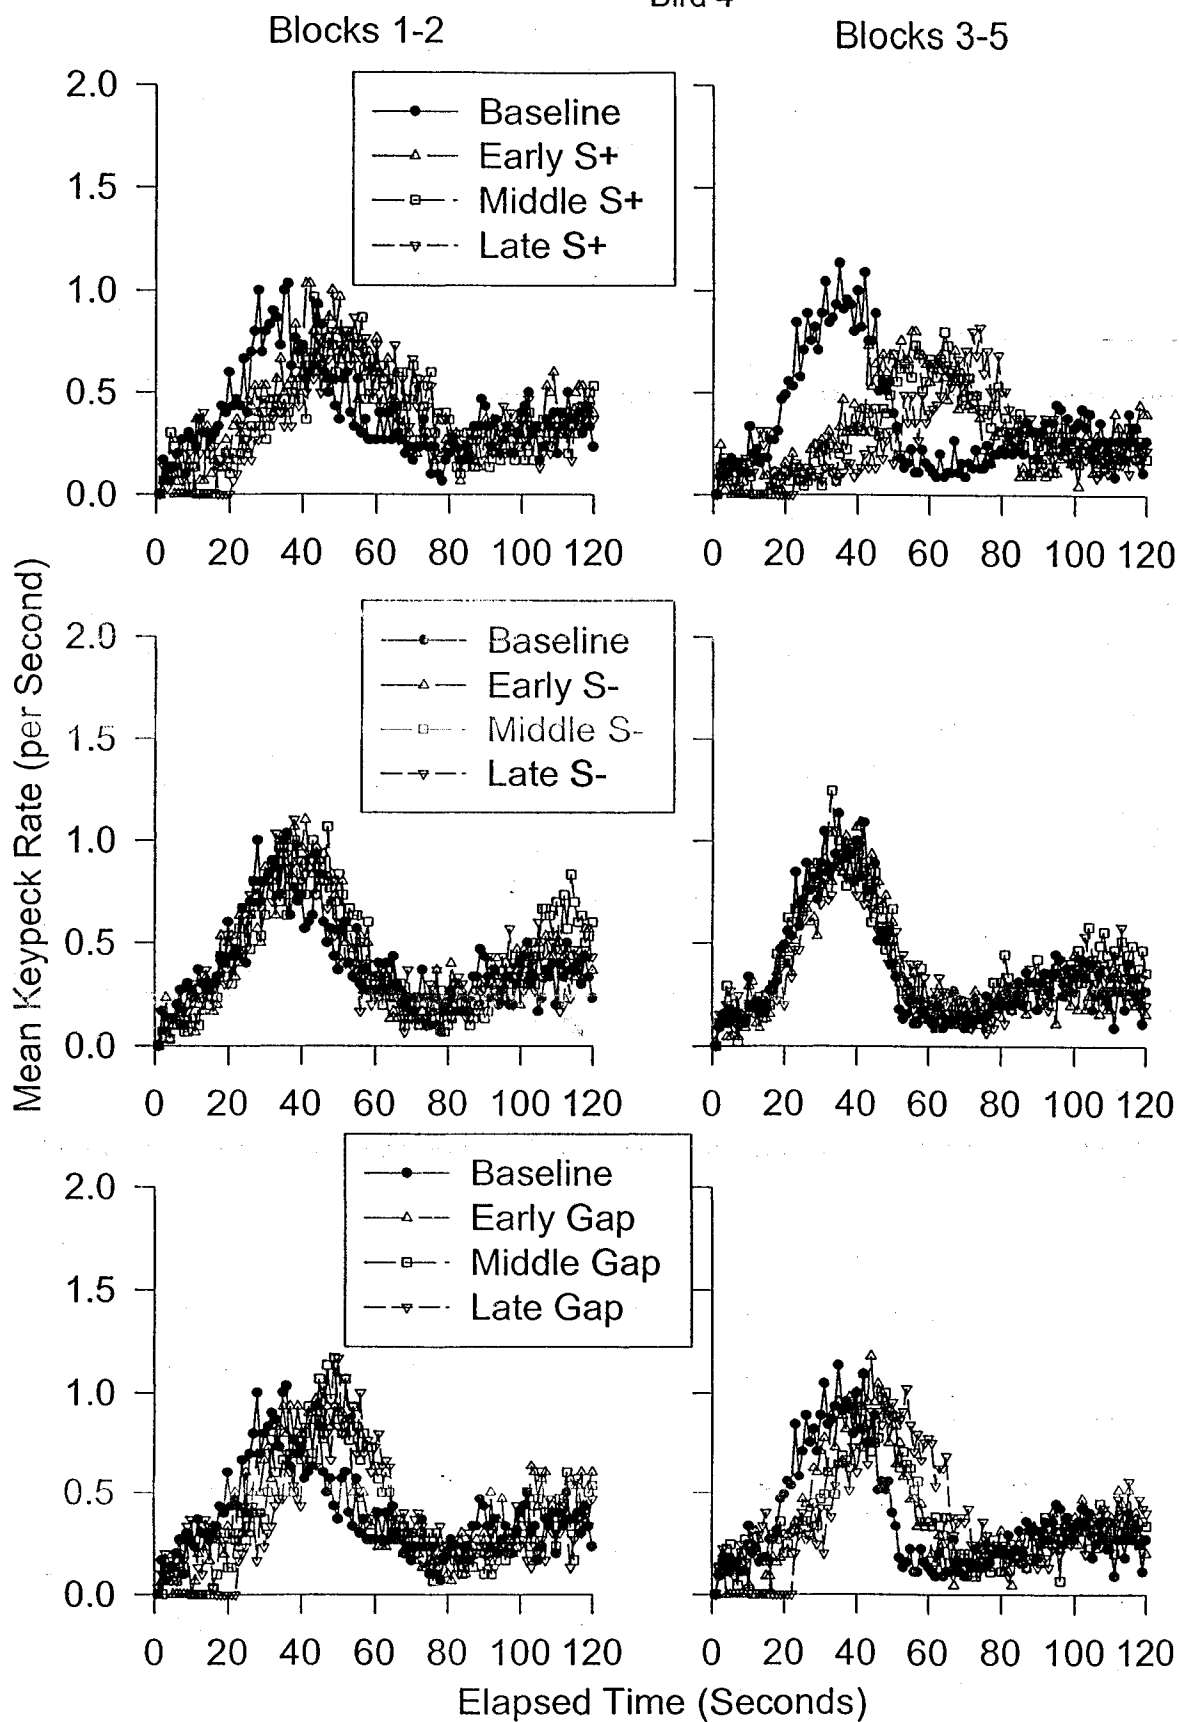 Bird 4
Blocks 1-2
Blocks 3-5
2.0
1.5
1.0
0.5
0.0
Baseline
Early S+
Middle S+
Late S+
0 20 40 60 80 100 120
0 20 40 60 80 100 120
Mean Keypeck Rate (per Second)
2.0
1.5
1.0
0.5
0.0
Baseline
Early S-
Middle S-
Late S-
0 20 40 60 80 100 120
0 20 40 60 80 100 120
2.0
1.5
1.0
0.5
0.0
Baseline
Early Gap
Middle Gap
Late Gap
0 20 40 60 80 100 120
0 20 40 60 80 100 120
Elapsed Time (Seconds)